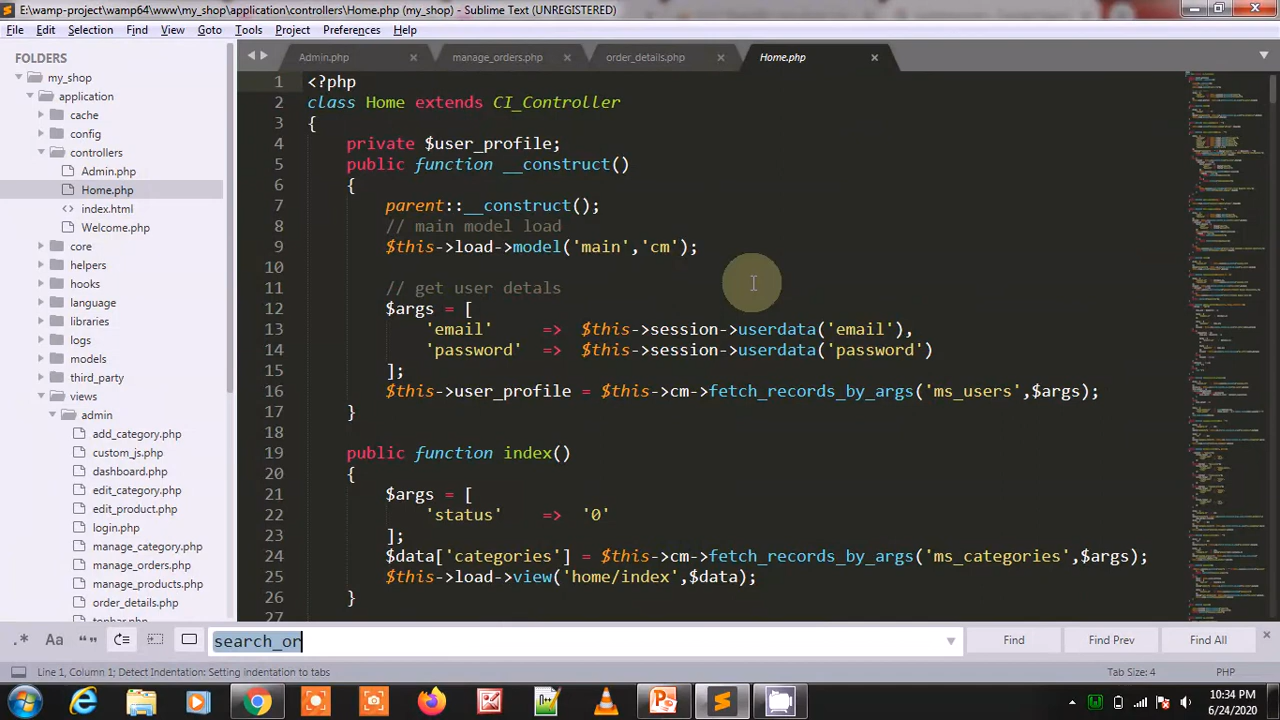 E:\wamp-project\wamp64\www\my_shop\application\controllers\Home.php (my_shop) - Sublime Text (UNREGISTERED)
File Edit Selection Find View Goto Tools Project Preferences Help
FOLDERS
my_shop
application
cache
config
controllers
Admin.php
Home.php
index.html
Welcome.php
core
helpers
hooks
language
libraries
logs
models
third_party
views
admin
add_category.php
custom_js.php
dashboard.php
edit_category.php
edit_product.php
login.php
manage_category.php
manage_orders.php
manage_products.php
order_details.php
Admin.php manage_orders.php order_details.php Home.php
1 <?php
2 class Home extends C__Controller
3 {
4 private $user_profile;
5 public function __construct()
6 {
7 parent::__construct();
8 // main model load
9 $this->load->model('main','cm');
10
11 // get user detals
12 $args = [
13 'email' => $this->session->userdata('email'),
14 'password' => $this->session->userdata('password')
15 ];
16 $this->user_profile = $this->cm->fetch_records_by_args('ms_users',$args);
17 }
18
19 public function index()
20 {
21 $args = [
22 'status' => '0'
23 ];
24 $data['categories'] = $this->cm->fetch_records_by_args('ms_categories',$args);
25 $this->load->view('home/index',$data);
26
27
.* Aa “” search_or Find Find Prev Find All
Line 1, Column 1; Detect Indentation: Setting indentation to tabs Tab Size: 4 PHP
10:34 PM
6/24/2020